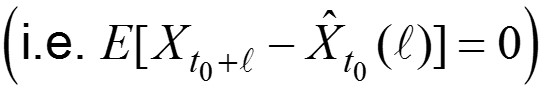 (i.e. E[X_{t_0+ℓ} − X̂_{t_0}(ℓ)] = 0)